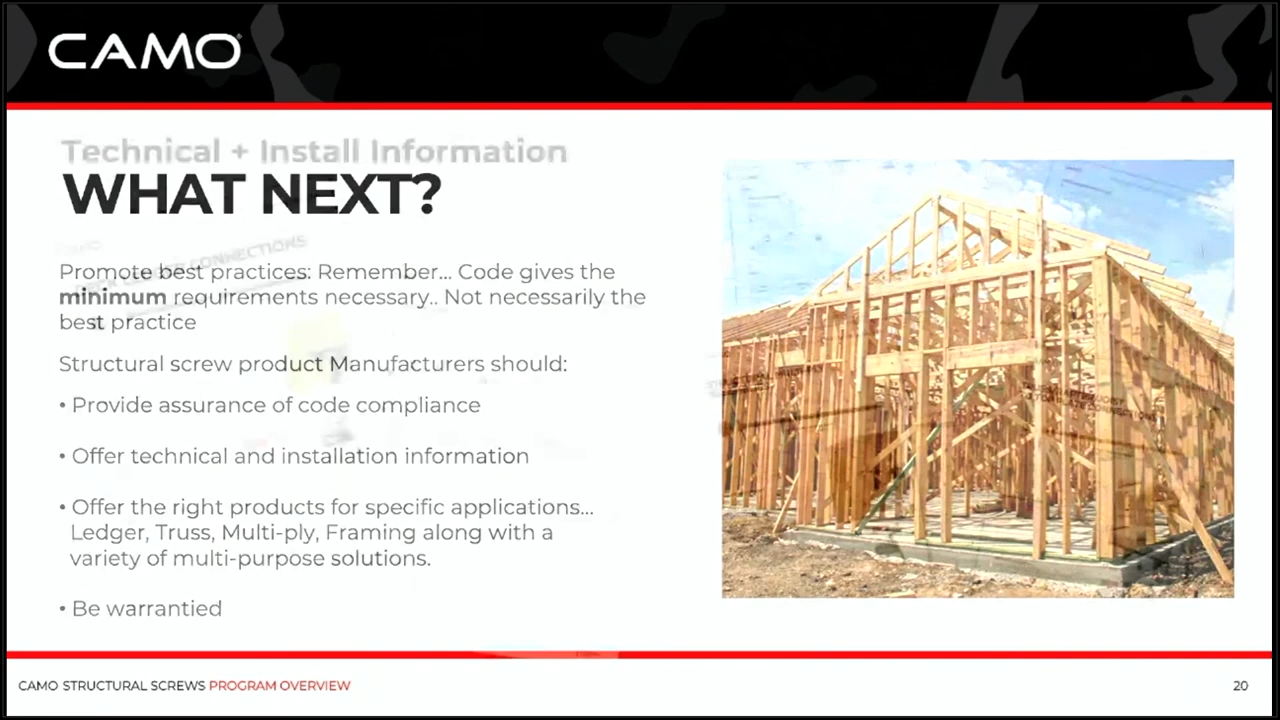 CAMO
Technical + Install Information
WHAT NEXT?
CONNECTIONS
Promote best practices: Remember... Code gives the
minimum requirements necessary.. Not necessarily the
best practice
Structural screw product Manufacturers should:
• Provide assurance of code compliance
• Offer technical and installation information
• Offer the right products for specific applications...
Ledger, Truss, Multi-ply, Framing along with a
variety of multi-purpose solutions.
• Be warrantied
CAMO STRUCTURAL SCREWS PROGRAM OVERVIEW
20